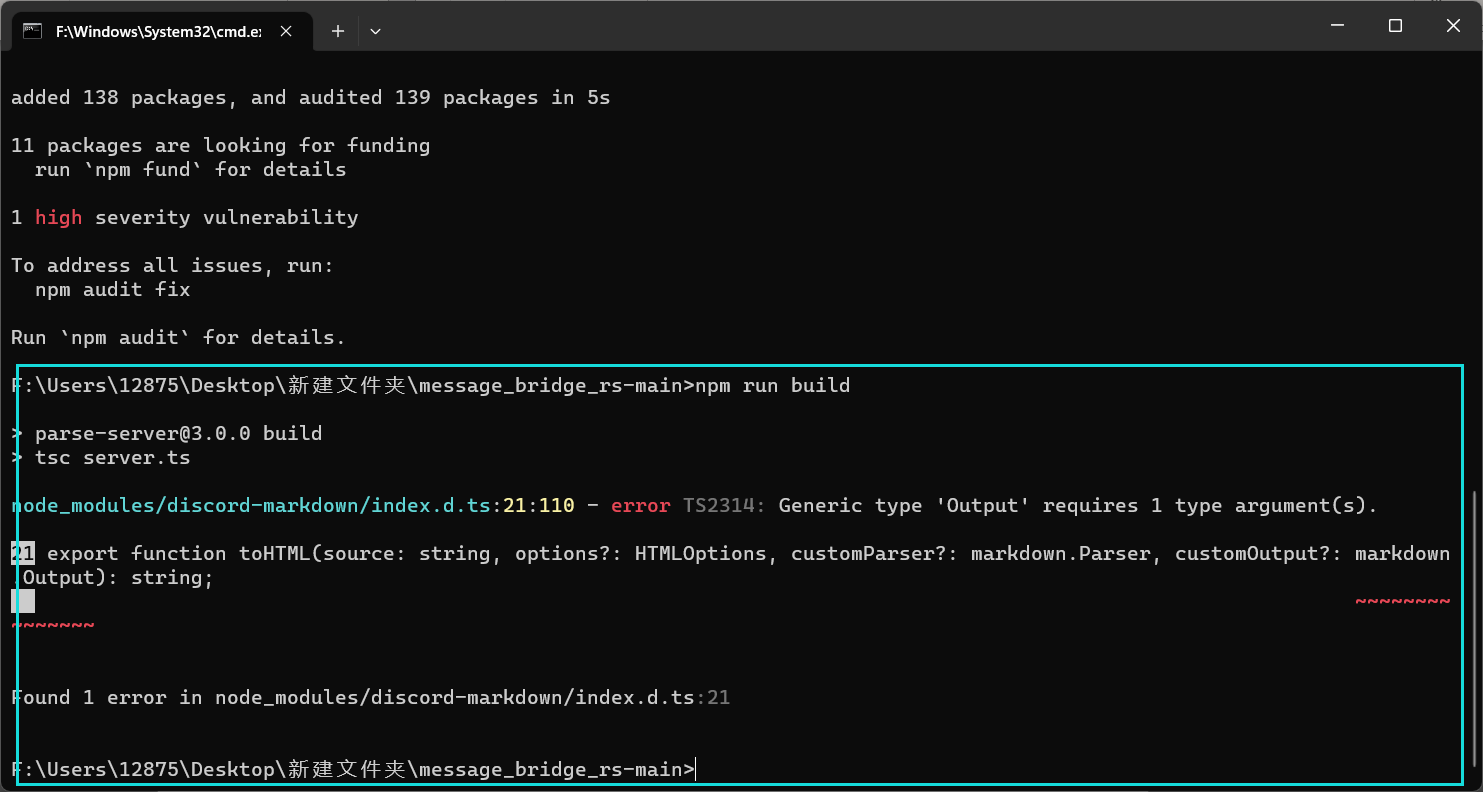 F:\Windows\System32\cmd.ex
added 138 packages, and audited 139 packages in 5s
11 packages are looking for funding
run `npm fund` for details
1 high severity vulnerability
To address all issues, run:
npm audit fix
Run `npm audit` for details.
F:\Users\12875\Desktop\新建文件夹\message_bridge_rs-main>npm run build
> parse-server@3.0.0 build
> tsc server.ts
node_modules/discord-markdown/index.d.ts:21:110 - error TS2314: Generic type 'Output' requires 1 type argument(s).
21 export function toHTML(source: string, options?: HTMLOptions, customParser?: markdown.Parser, customOutput?: markdown
.Output): string;
~~~~~~~~
~~~~~~~
Found 1 error in node_modules/discord-markdown/index.d.ts:21
F:\Users\12875\Desktop\新建文件夹\message_bridge_rs-main>